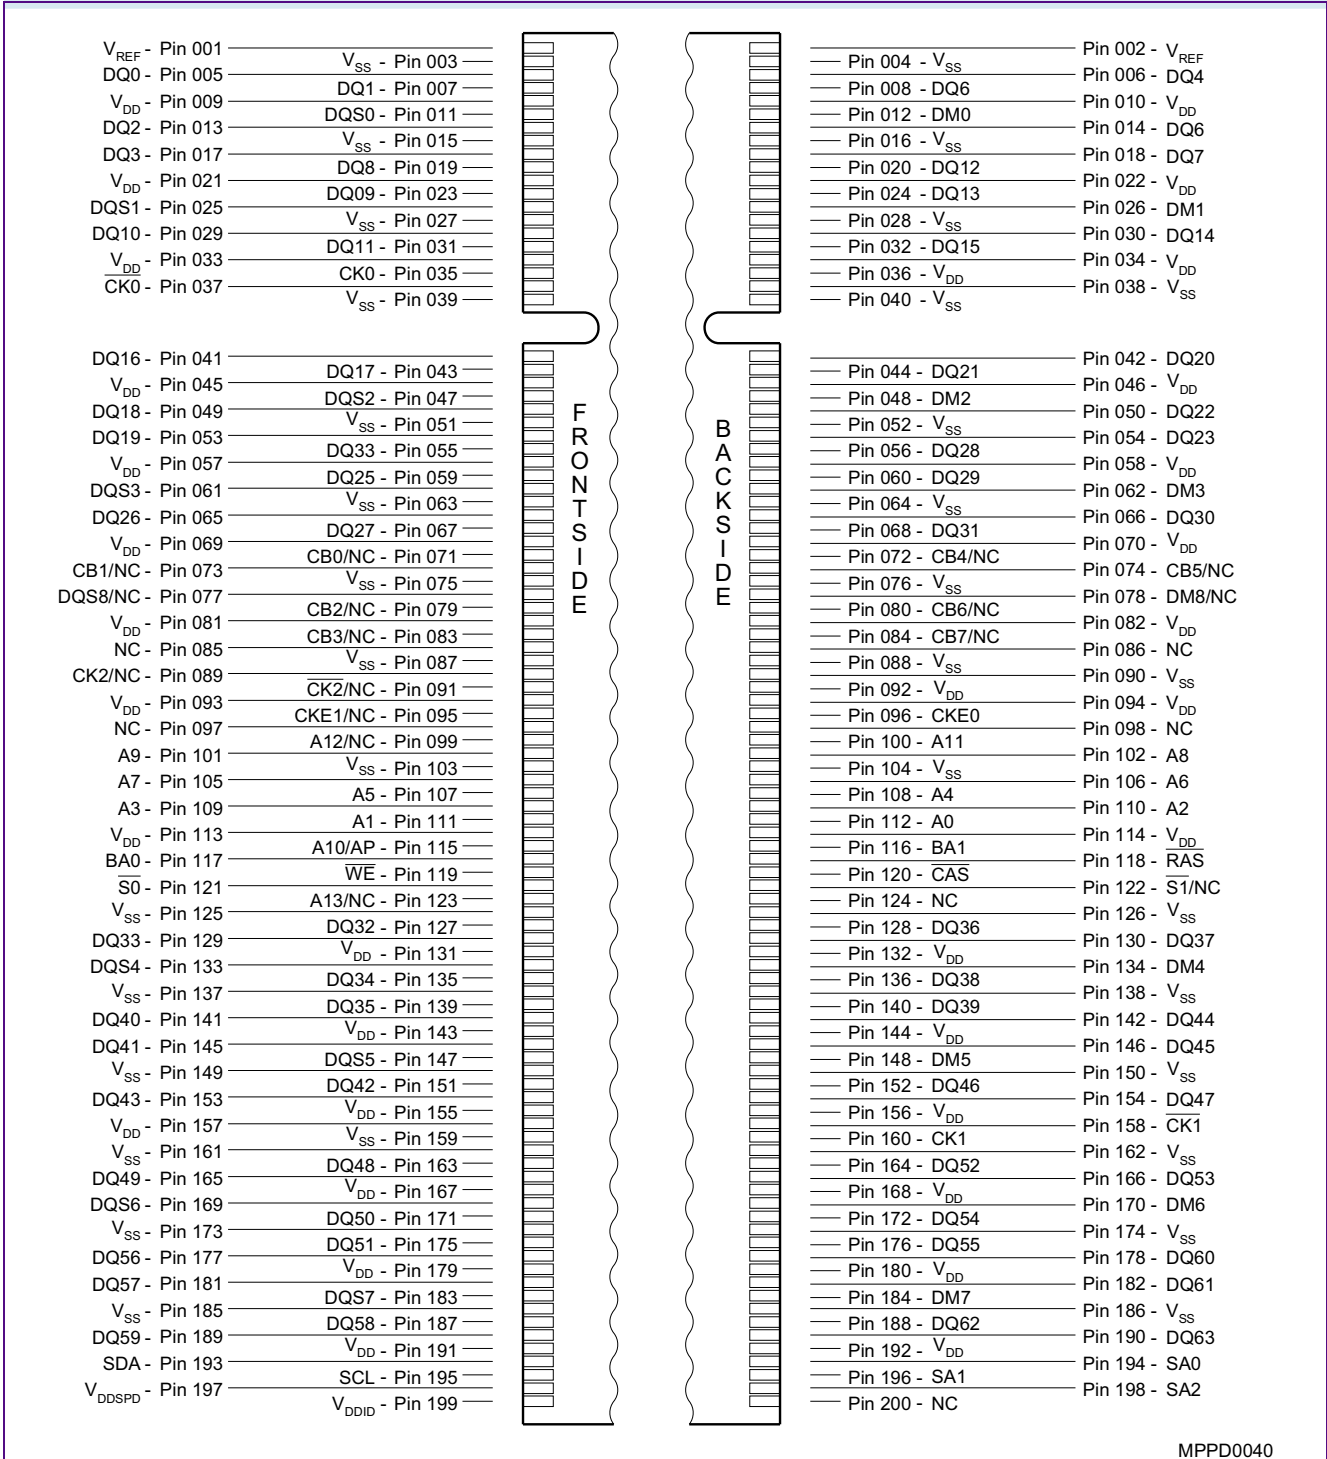 VREF - Pin 001
VSS - Pin 003
DQ0 - Pin 005
DQ1 - Pin 007
VDD - Pin 009
DQS0 - Pin 011
DQ2 - Pin 013
VSS - Pin 015
DQ3 - Pin 017
DQ8 - Pin 019
VDD - Pin 021
DQ09 - Pin 023
DQS1 - Pin 025
VSS - Pin 027
DQ10 - Pin 029
DQ11 - Pin 031
VDD - Pin 033
CK0 - Pin 035
C̅K̅0̅ - Pin 037
VSS - Pin 039
DQ16 - Pin 041
DQ17 - Pin 043
VDD - Pin 045
DQS2 - Pin 047
DQ18 - Pin 049
VSS - Pin 051
DQ19 - Pin 053
DQ33 - Pin 055
VDD - Pin 057
DQ25 - Pin 059
DQS3 - Pin 061
VSS - Pin 063
DQ26 - Pin 065
DQ27 - Pin 067
VDD - Pin 069
CB0/NC - Pin 071
CB1/NC - Pin 073
VSS - Pin 075
DQS8/NC - Pin 077
CB2/NC - Pin 079
VDD - Pin 081
CB3/NC - Pin 083
NC - Pin 085
VSS - Pin 087
CK2/NC - Pin 089
C̅K̅2̅/NC - Pin 091
VDD - Pin 093
CKE1/NC - Pin 095
NC - Pin 097
A12/NC - Pin 099
A9 - Pin 101
VSS - Pin 103
A7 - Pin 105
A5 - Pin 107
A3 - Pin 109
A1 - Pin 111
VDD - Pin 113
A10/AP - Pin 115
BA0 - Pin 117
W̅E̅ - Pin 119
S̅0̅ - Pin 121
A13/NC - Pin 123
VSS - Pin 125
DQ32 - Pin 127
DQ33 - Pin 129
VDD - Pin 131
DQS4 - Pin 133
DQ34 - Pin 135
VSS - Pin 137
DQ35 - Pin 139
DQ40 - Pin 141
VDD - Pin 143
DQ41 - Pin 145
DQS5 - Pin 147
VSS - Pin 149
DQ42 - Pin 151
DQ43 - Pin 153
VDD - Pin 155
VDD - Pin 157
VSS - Pin 159
VSS - Pin 161
DQ48 - Pin 163
DQ49 - Pin 165
VDD - Pin 167
DQS6 - Pin 169
DQ50 - Pin 171
VSS - Pin 173
DQ51 - Pin 175
DQ56 - Pin 177
VDD - Pin 179
DQ57 - Pin 181
DQS7 - Pin 183
VSS - Pin 185
DQ58 - Pin 187
DQ59 - Pin 189
VDD - Pin 191
SDA - Pin 193
SCL - Pin 195
VDDSPD - Pin 197
VDDID - Pin 199
FRONTSIDE
BACKSIDE
Pin 002 - VREF
Pin 004 - VSS
Pin 006 - DQ4
Pin 008 - DQ6
Pin 010 - VDD
Pin 012 - DM0
Pin 014 - DQ6
Pin 016 - VSS
Pin 018 - DQ7
Pin 020 - DQ12
Pin 022 - VDD
Pin 024 - DQ13
Pin 026 - DM1
Pin 028 - VSS
Pin 030 - DQ14
Pin 032 - DQ15
Pin 034 - VDD
Pin 036 - VDD
Pin 038 - VSS
Pin 040 - VSS
Pin 042 - DQ20
Pin 044 - DQ21
Pin 046 - VDD
Pin 048 - DM2
Pin 050 - DQ22
Pin 052 - VSS
Pin 054 - DQ23
Pin 056 - DQ28
Pin 058 - VDD
Pin 060 - DQ29
Pin 062 - DM3
Pin 064 - VSS
Pin 066 - DQ30
Pin 068 - DQ31
Pin 070 - VDD
Pin 072 - CB4/NC
Pin 074 - CB5/NC
Pin 076 - VSS
Pin 078 - DM8/NC
Pin 080 - CB6/NC
Pin 082 - VDD
Pin 084 - CB7/NC
Pin 086 - NC
Pin 088 - VSS
Pin 090 - VSS
Pin 092 - VDD
Pin 094 - VDD
Pin 096 - CKE0
Pin 098 - NC
Pin 100 - A11
Pin 102 - A8
Pin 104 - VSS
Pin 106 - A6
Pin 108 - A4
Pin 110 - A2
Pin 112 - A0
Pin 114 - VDD
Pin 116 - BA1
Pin 118 - R̅A̅S̅
Pin 120 - C̅A̅S̅
Pin 122 - S̅1̅/NC
Pin 124 - NC
Pin 126 - VSS
Pin 128 - DQ36
Pin 130 - DQ37
Pin 132 - VDD
Pin 134 - DM4
Pin 136 - DQ38
Pin 138 - VSS
Pin 140 - DQ39
Pin 142 - DQ44
Pin 144 - VDD
Pin 146 - DQ45
Pin 148 - DM5
Pin 150 - VSS
Pin 152 - DQ46
Pin 154 - DQ47
Pin 156 - VDD
Pin 158 - C̅K̅1̅
Pin 160 - CK1
Pin 162 - VSS
Pin 164 - DQ52
Pin 166 - DQ53
Pin 168 - VDD
Pin 170 - DM6
Pin 172 - DQ54
Pin 174 - VSS
Pin 176 - DQ55
Pin 178 - DQ60
Pin 180 - VDD
Pin 182 - DQ61
Pin 184 - DM7
Pin 186 - VSS
Pin 188 - DQ62
Pin 190 - DQ63
Pin 192 - VDD
Pin 194 - SA0
Pin 196 - SA1
Pin 198 - SA2
Pin 200 - NC
MPPD0040